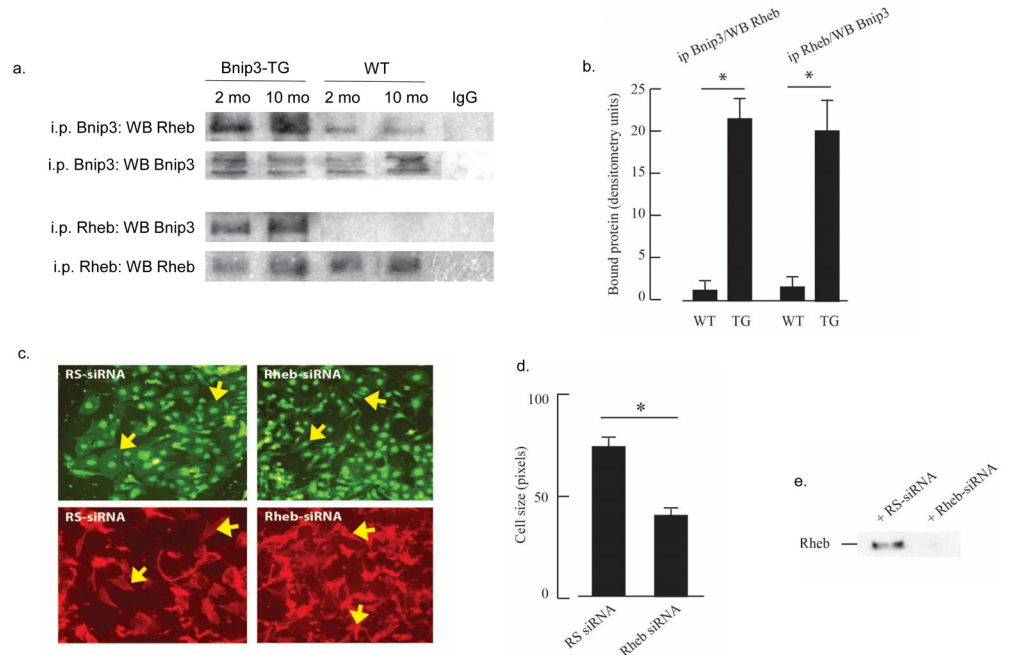 a.
Bnip3-TG WT
2 mo 10 mo 2 mo 10 mo IgG
i.p. Bnip3: WB Rheb
i.p. Bnip3: WB Bnip3
i.p. Rheb: WB Bnip3
i.p. Rheb: WB Rheb
b.
ip Bnip3/WB Rheb
ip Rheb/WB Bnip3
* *
Bound protein (densitometry units)
25
20
15
10
5
0
WT TG WT TG
c.
RS-siRNA Rheb-siRNA
RS-siRNA Rheb-siRNA
d.
*
Cell size (pixels)
100
50
0
RS siRNA Rheb siRNA
e.
+ RS-siRNA
+ Rheb-siRNA
Rheb